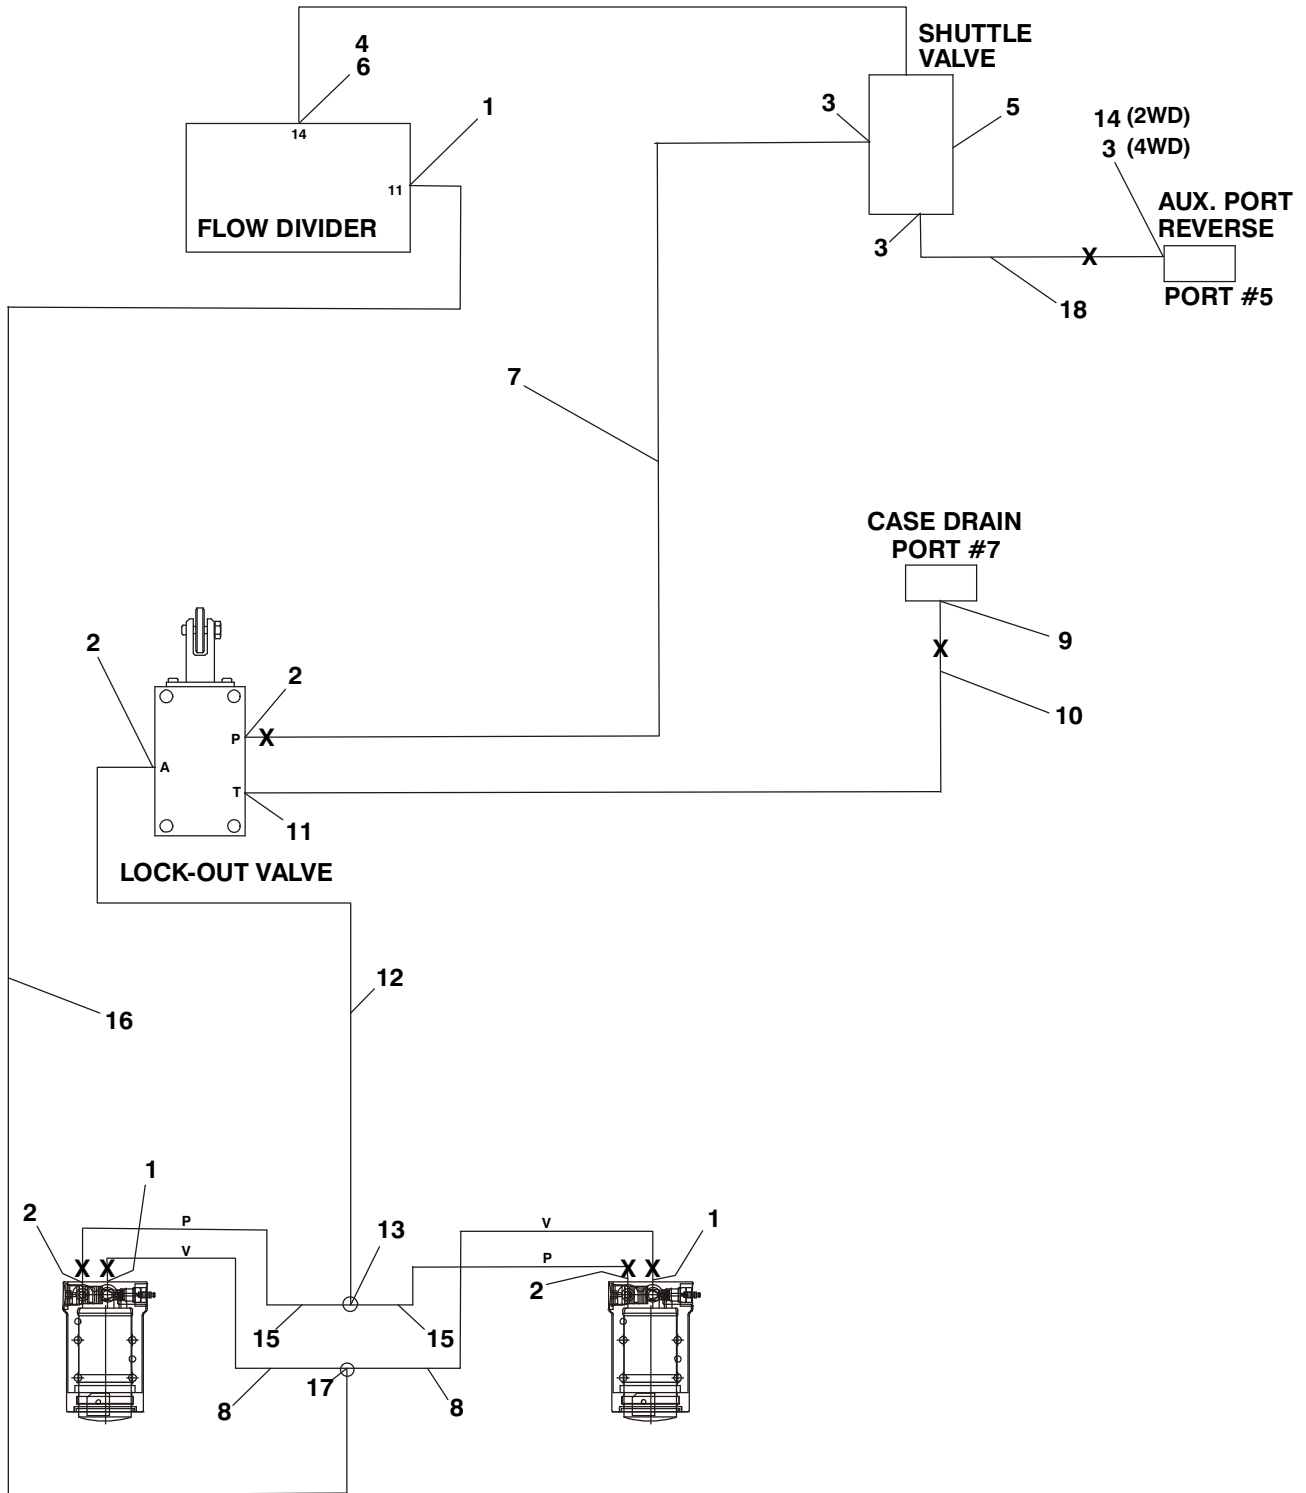 SHUTTLE
VALVE
4
6
1
3
5
14 (2WD)
3 (4WD)
14
11
FLOW DIVIDER
AUX. PORT
REVERSE
3
X
18
PORT #5
7
CASE DRAIN
PORT #7
2
2
9
X
10
P
X
A
T
11
LOCK-OUT VALVE
12
16
1
2
P
13
V
1
V
P
X
X
X
X
2
15
15
17
8
8